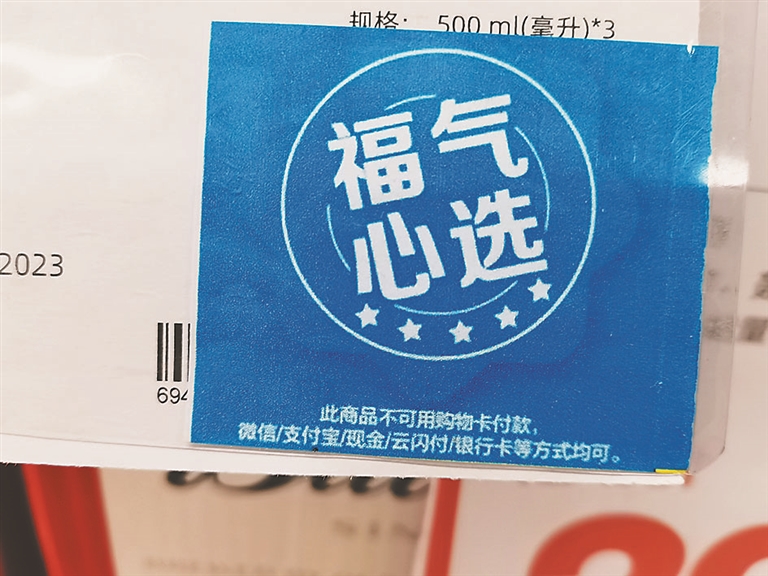 规格： 500 ml(毫升)*3
福气
心选
2023
694
此商品不可用购物卡付款，
微信/支付宝/现金/云闪付/银行卡等方式均可。